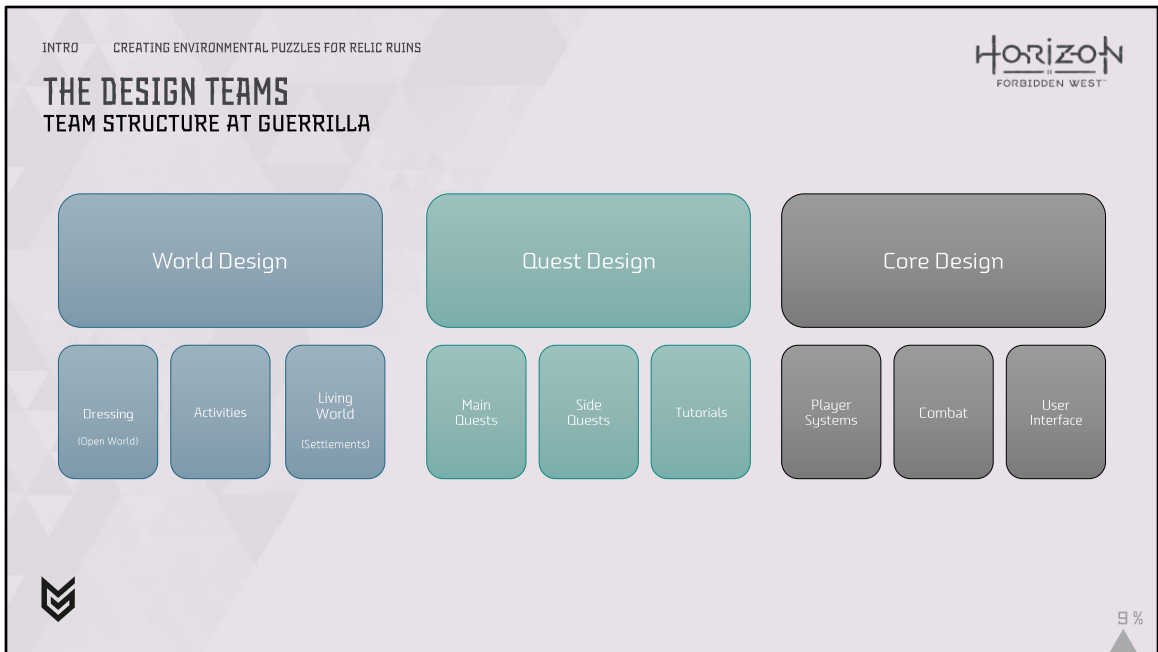 INTRO CREATING ENVIRONMENTAL PUZZLES FOR RELIC RUINS
HORIZON
FORBIDDEN WEST™
THE DESIGN TEAMS
TEAM STRUCTURE AT GUERRILLA
World Design
Quest Design
Core Design
Dressing
(Open World)
Activities
Living
World
(Settlements)
Main
Quests
Side
Quests
Tutorials
Player
Systems
Combat
User
Interface
9 %